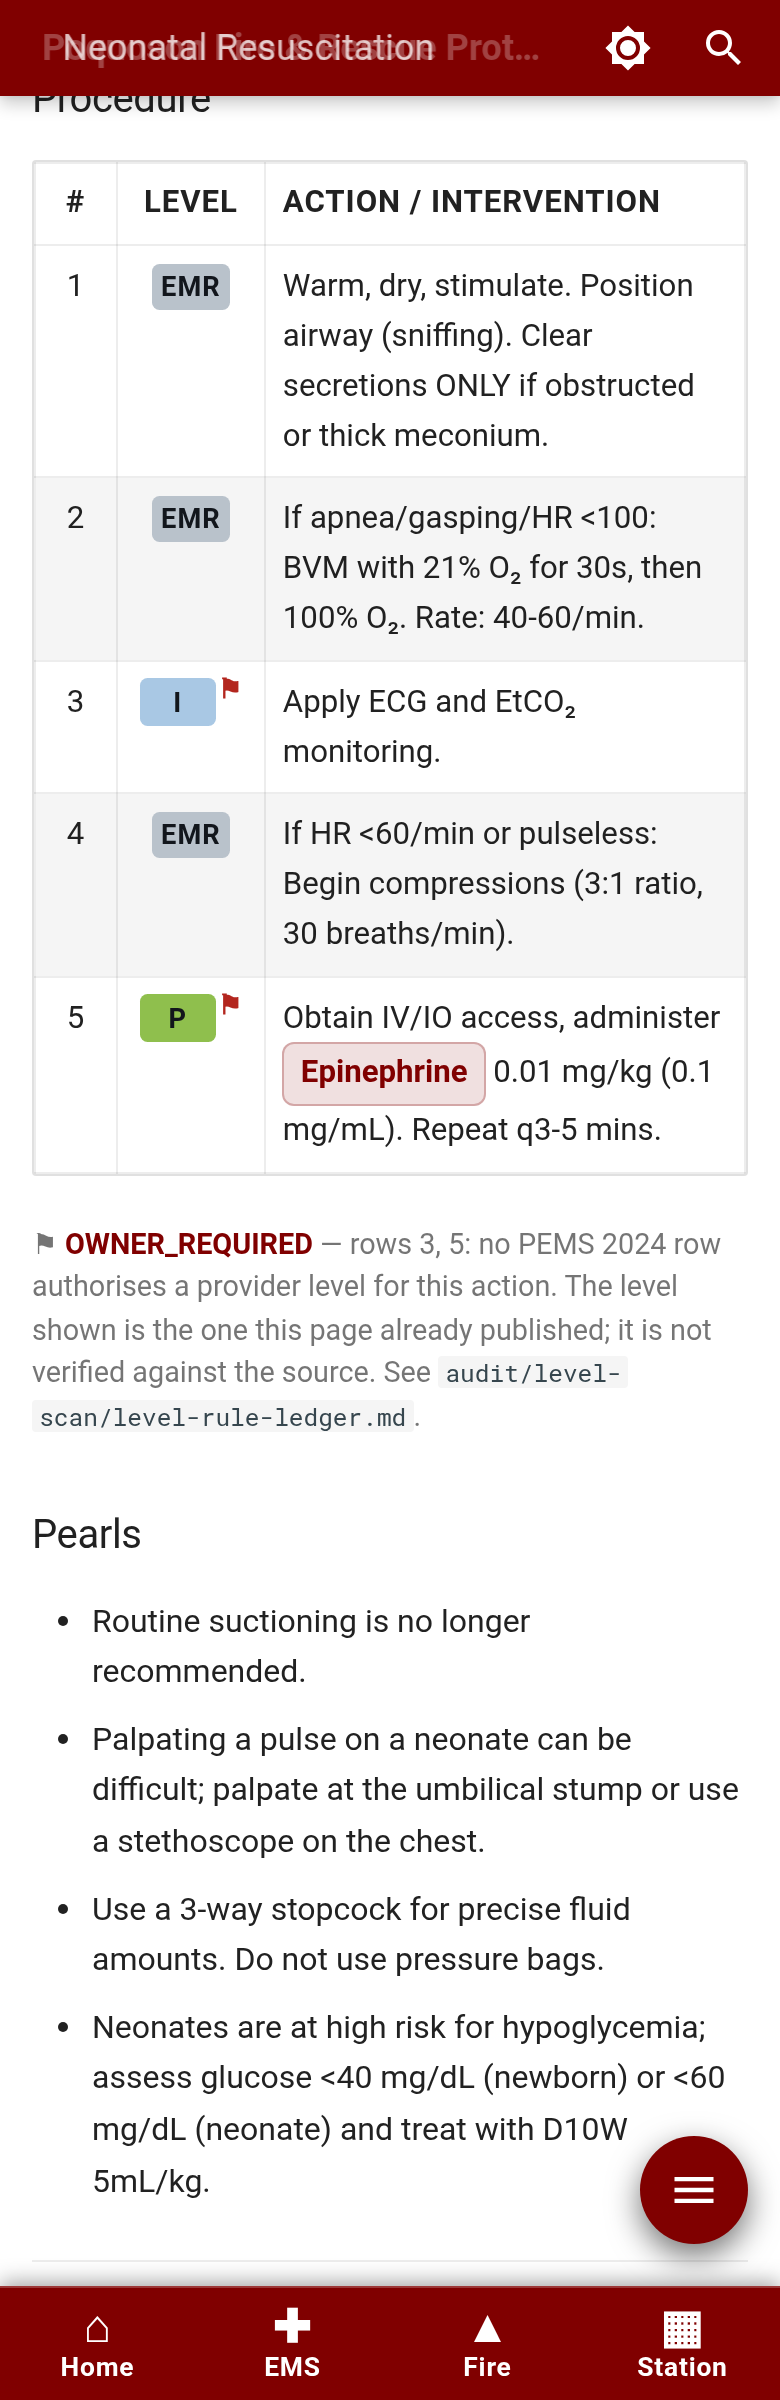 Neonatal Resuscitation
Procedure
# LEVEL ACTION / INTERVENTION
1 EMR Warm, dry, stimulate. Position
airway (sniffing). Clear
secretions ONLY if obstructed
or thick meconium.
2 EMR If apnea/gasping/HR <100:
BVM with 21% O₂ for 30s, then
100% O₂. Rate: 40-60/min.
3 I ⚑ Apply ECG and EtCO₂
monitoring.
4 EMR If HR <60/min or pulseless:
Begin compressions (3:1 ratio,
30 breaths/min).
5 P ⚑ Obtain IV/IO access, administer
Epinephrine 0.01 mg/kg (0.1
mg/mL). Repeat q3-5 mins.
⚑ OWNER_REQUIRED — rows 3, 5: no PEMS 2024 row
authorises a provider level for this action. The level
shown is the one this page already published; it is not
verified against the source. See audit/level-
scan/level-rule-ledger.md.
Pearls
• Routine suctioning is no longer
recommended.
• Palpating a pulse on a neonate can be
difficult; palpate at the umbilical stump or use
a stethoscope on the chest.
• Use a 3-way stopcock for precise fluid
amounts. Do not use pressure bags.
• Neonates are at high risk for hypoglycemia;
assess glucose <40 mg/dL (newborn) or <60
mg/dL (neonate) and treat with D10W
5mL/kg.
Home EMS Fire Station